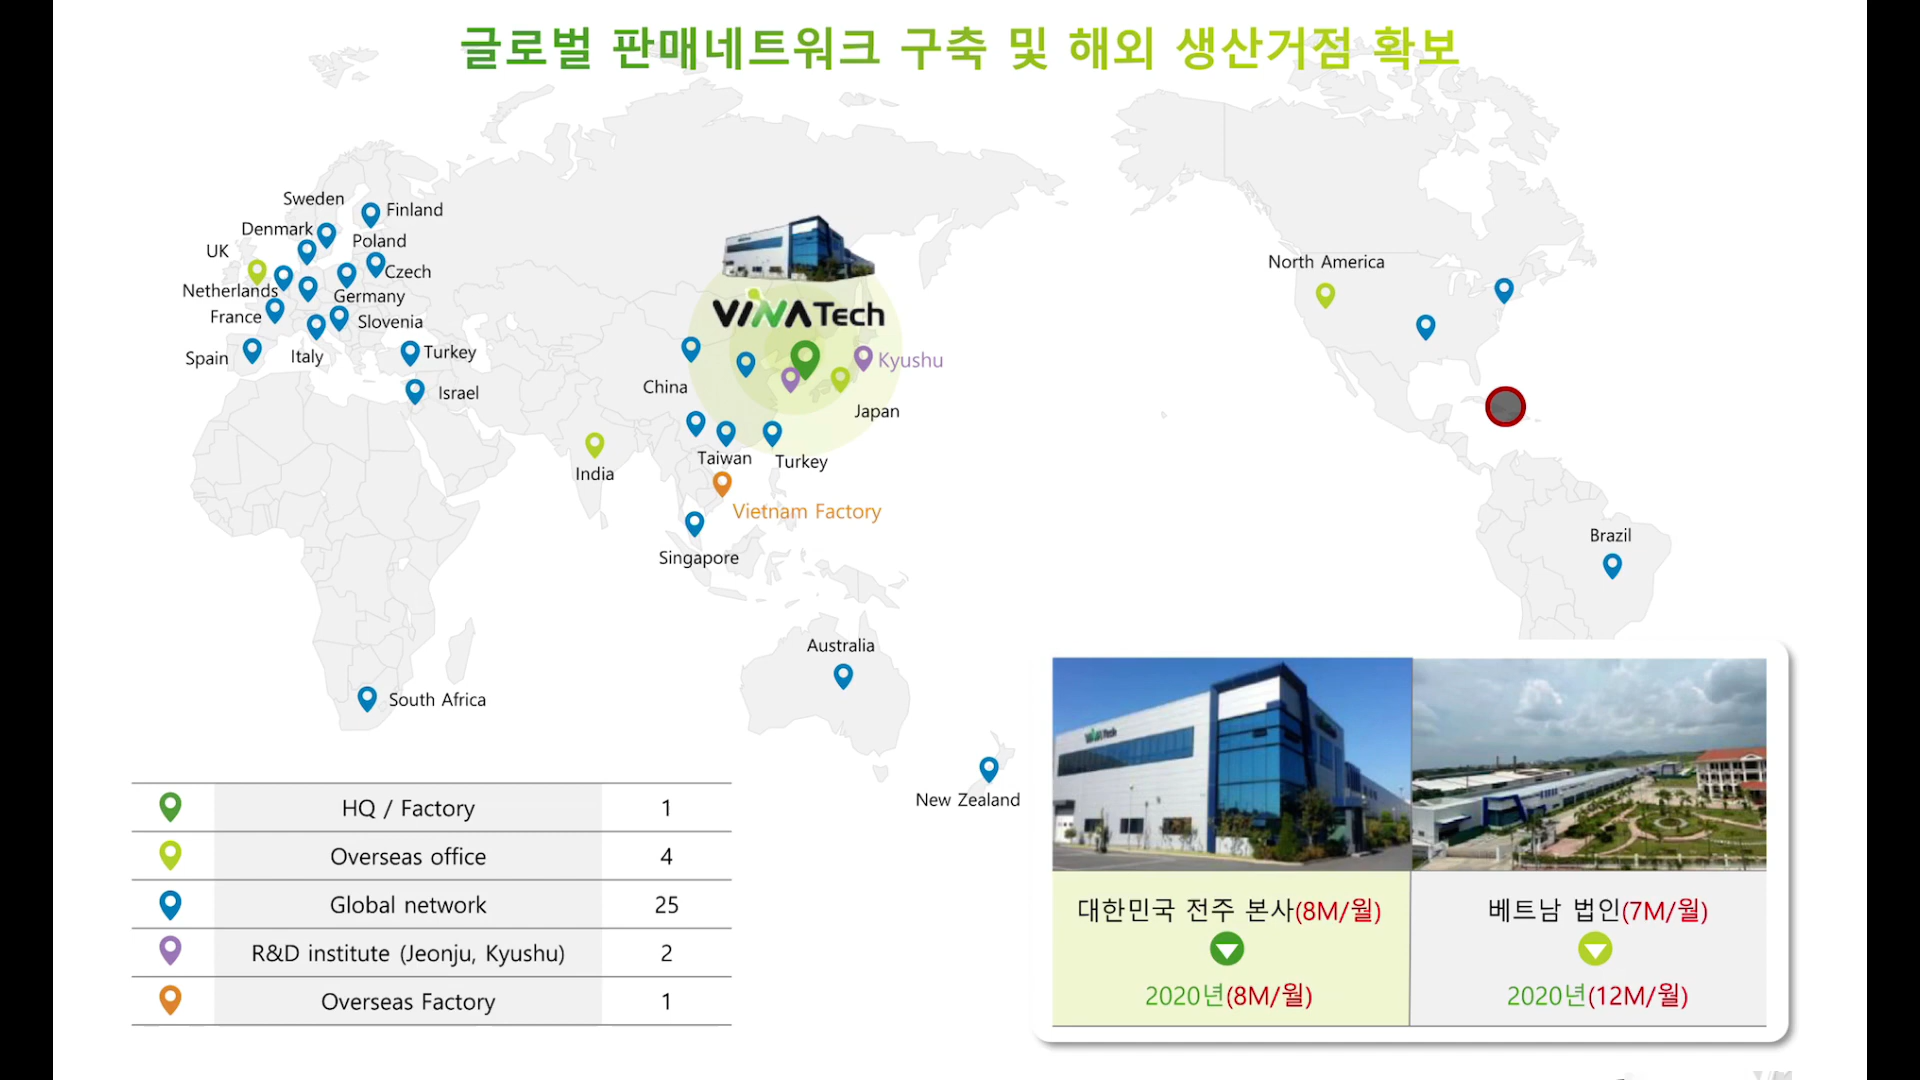 글로벌 판매네트워크 구축 및 해외 생산거점 확보
Sweden
Finland
Denmark
Poland
UK
Czech
Netherlands
Germany
France
Slovenia
Spain
Italy
Turkey
Israel
VINATech
China
Kyushu
Japan
Taiwan
Turkey
India
Vietnam Factory
Singapore
North America
Brazil
Australia
South Africa
New Zealand
HQ / Factory 1
Overseas office 4
Global network 25
R&D institute (Jeonju, Kyushu) 2
Overseas Factory 1
VINATech
대한민국 전주 본사(8M/월)
2020년(8M/월)
베트남 법인(7M/월)
2020년(12M/월)